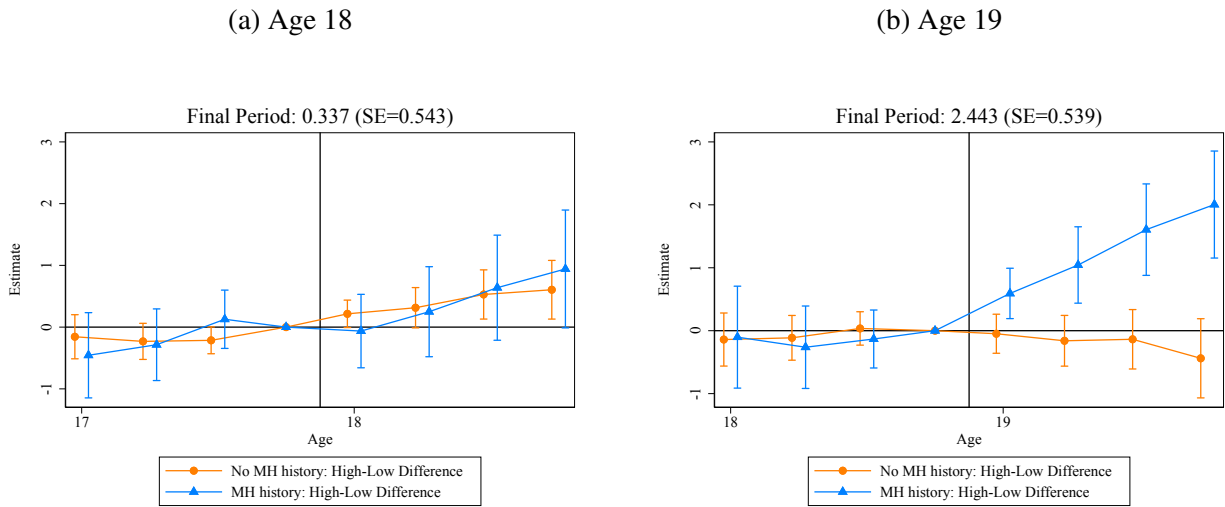 (a) Age 18
Final Period: 0.337 (SE=0.543)
3
2
1
0
-1
Estimate
17
18
Age
No MH history: High-Low Difference
MH history: High-Low Difference
(b) Age 19
Final Period: 2.443 (SE=0.539)
3
2
1
0
-1
Estimate
18
19
Age
No MH history: High-Low Difference
MH history: High-Low Difference